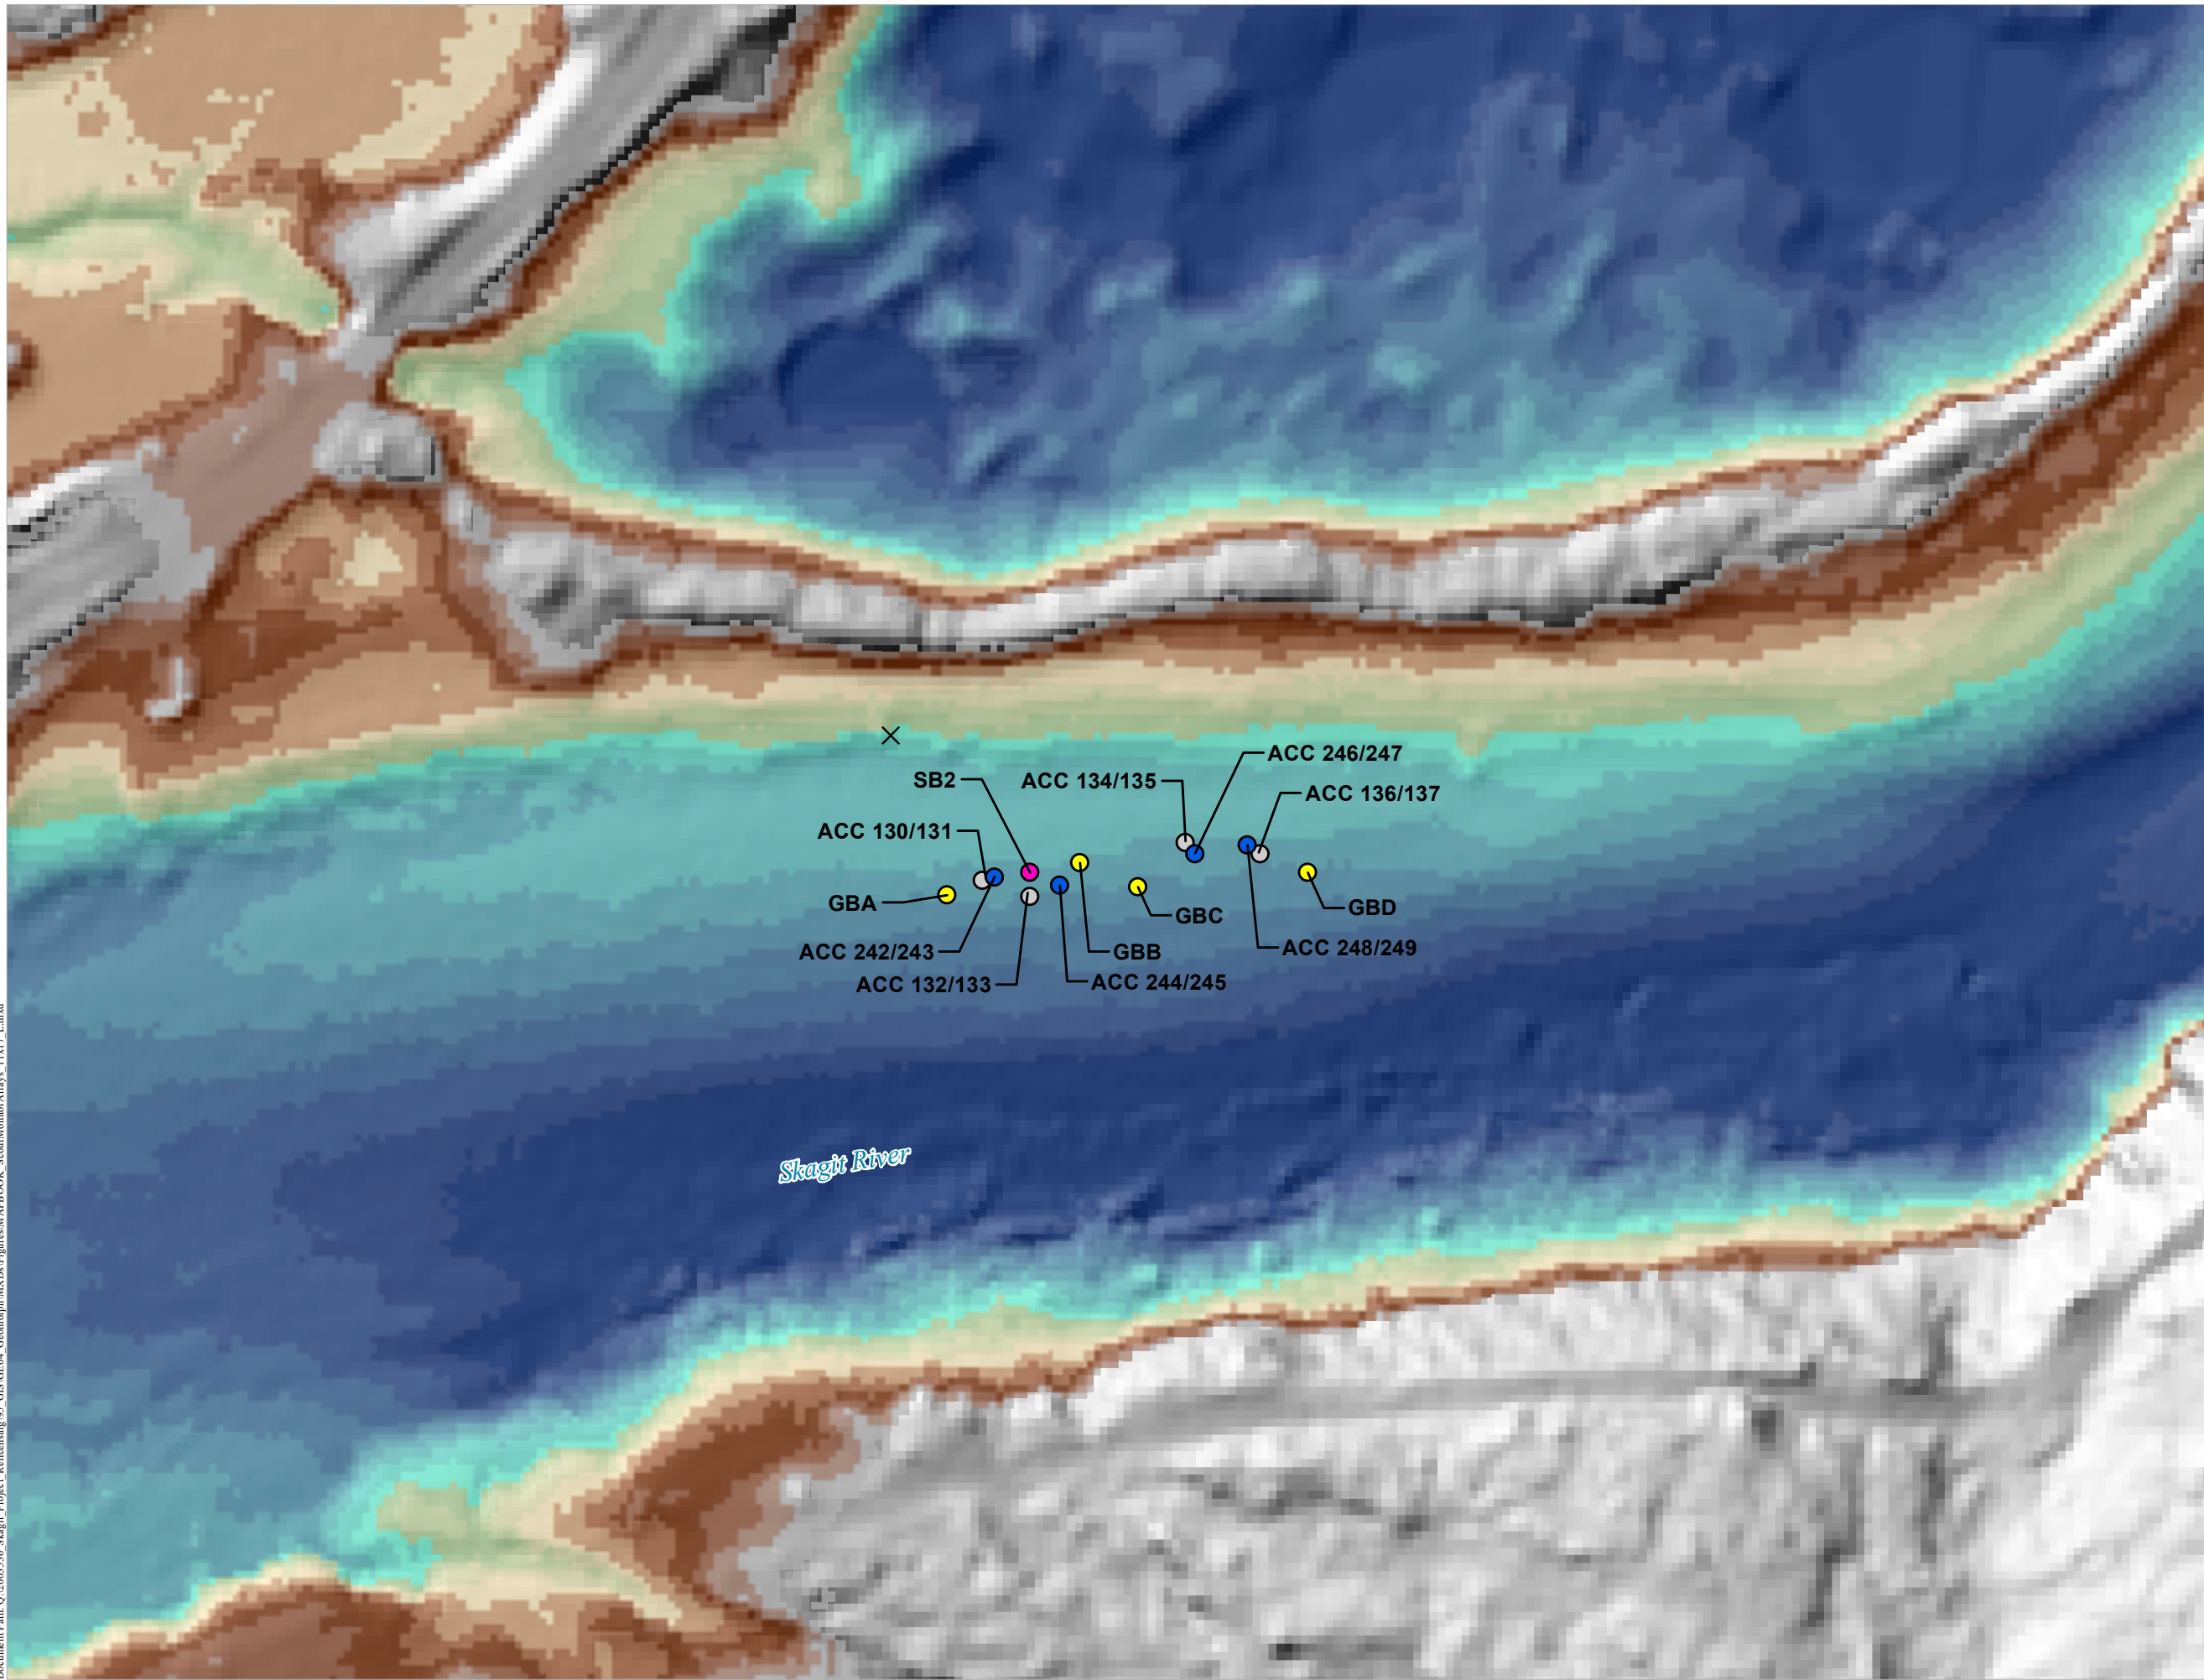 ACC 246/247
SB2
ACC 134/135
ACC 136/137
ACC 130/131
GBA
GBC
GBD
ACC 242/243
GBB
ACC 248/249
ACC 132/133
ACC 244/245
Skagit River